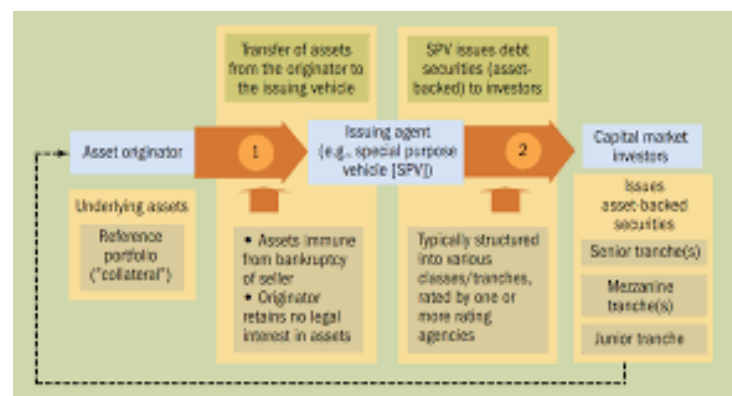 Transfer of assets
from the originator to
the issuing vehicle
SPV issues debt
securities (asset-
backed) to investors
Asset originator
1
Issuing agent
(e.g., special purpose
vehicle [SPV])
2
Capital market
investors
Underlying assets
Reference
portfolio
("collateral")
• Assets immune
from bankruptcy
of seller
• Originator
retains no legal
interest in assets
Typically structured
into various
classes/tranches,
rated by one or
more rating
agencies
Issues
asset-backed
securities
Senior tranche(s)
Mezzanine
tranche(s)
Junior tranche